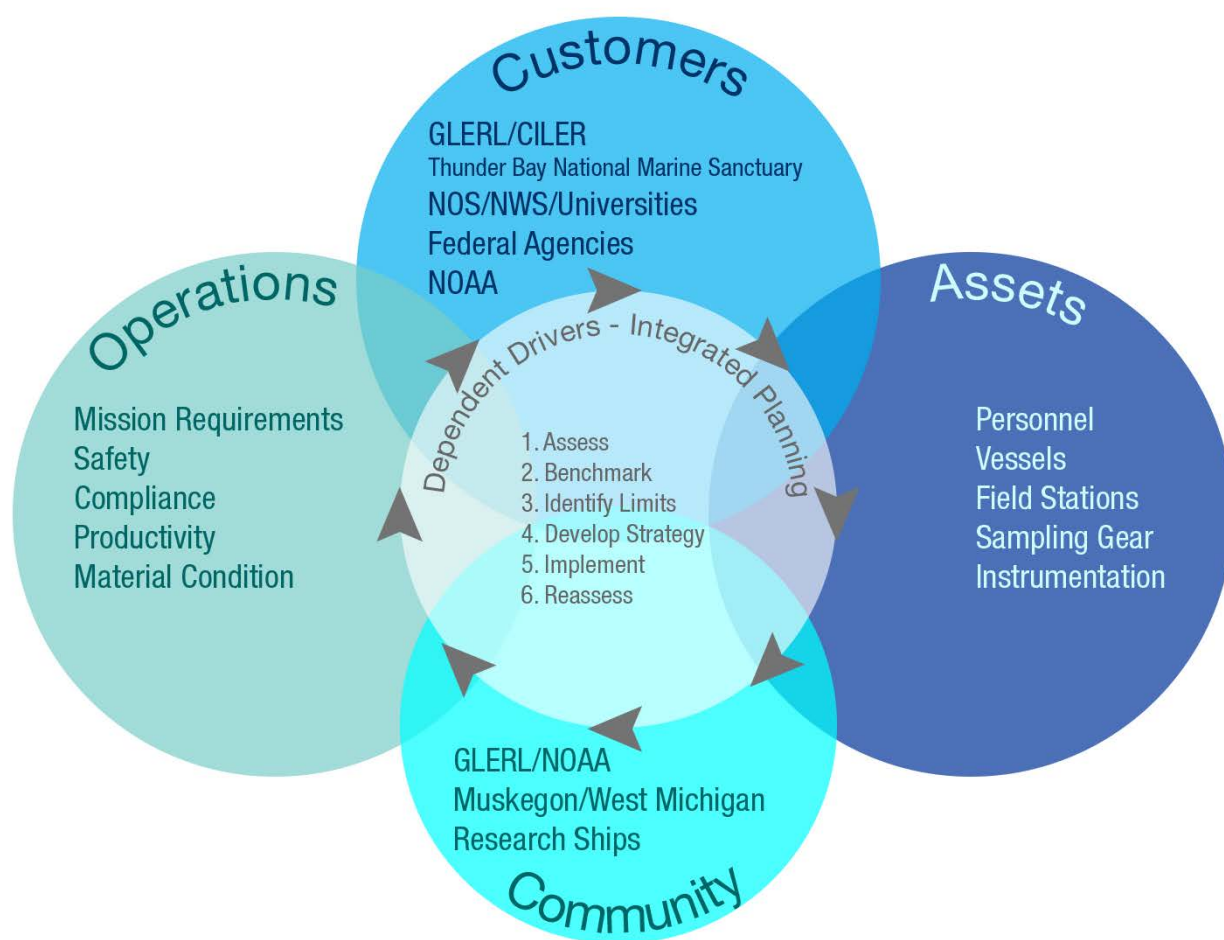 Customers
GLERL/CILER
Thunder Bay National Marine Sanctuary
NOS/NWS/Universities
Federal Agencies
NOAA
Operations
Mission Requirements
Safety
Compliance
Productivity
Material Condition
Dependent Drivers - Integrated Planning
1. Assess
2. Benchmark
3. Identify Limits
4. Develop Strategy
5. Implement
6. Reassess
Assets
Personnel
Vessels
Field Stations
Sampling Gear
Instrumentation
GLERL/NOAA
Muskegon/West Michigan
Research Ships
Community